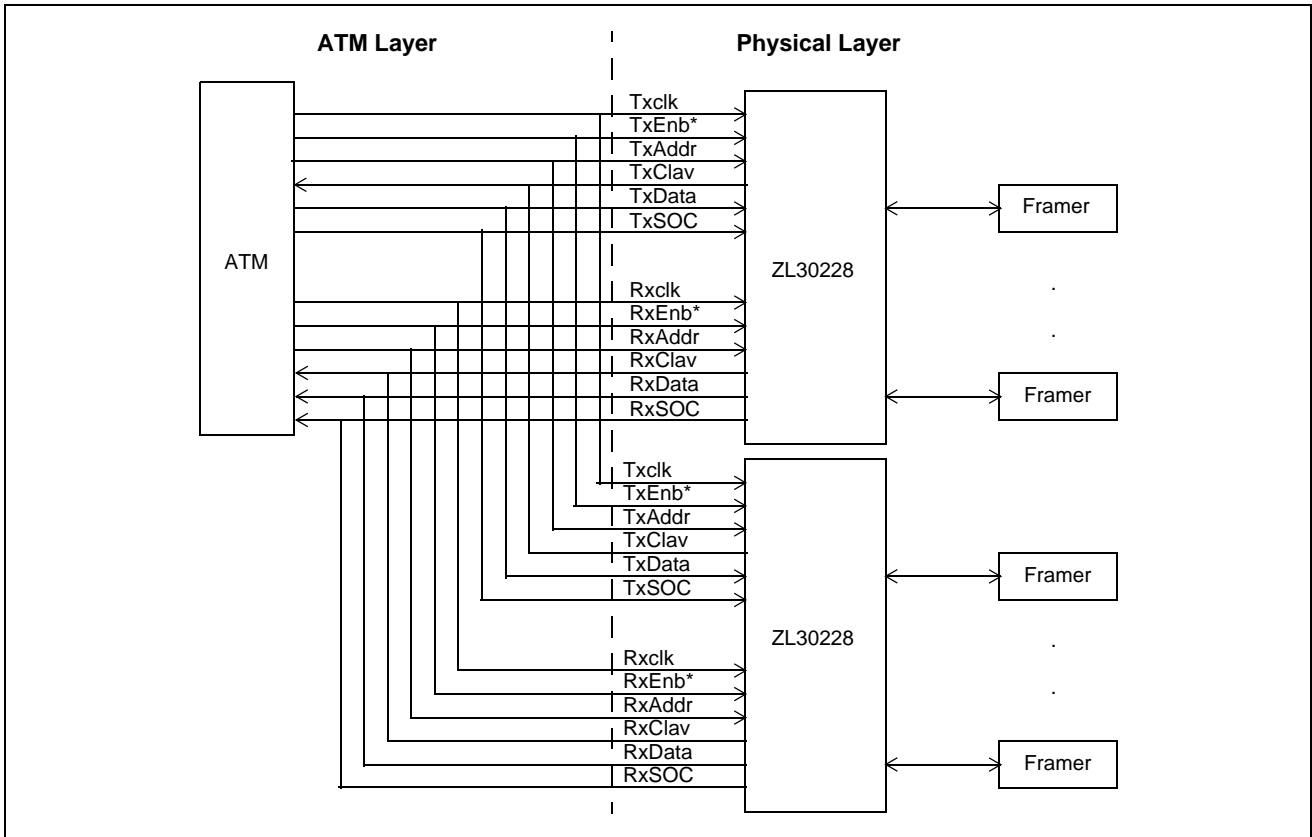 ATM Layer
Physical Layer
Txclk
TxEnb*
TxAddr
TxClav
TxData
TxSOC
Framer
ATM
ZL30228
.
.
Rxclk
RxEnb*
RxAddr
RxClav
RxData
RxSOC
Framer
Txclk
TxEnb*
TxAddr
TxClav
TxData
TxSOC
Framer
ZL30228
.
.
Rxclk
RxEnb*
RxAddr
RxClav
RxData
RxSOC
Framer